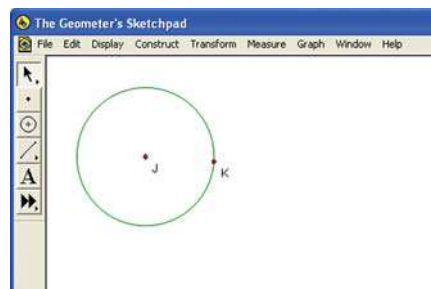 The Geometer's Sketchpad
File Edit Display Construct Transform Measure Graph Window Help
A
J
K